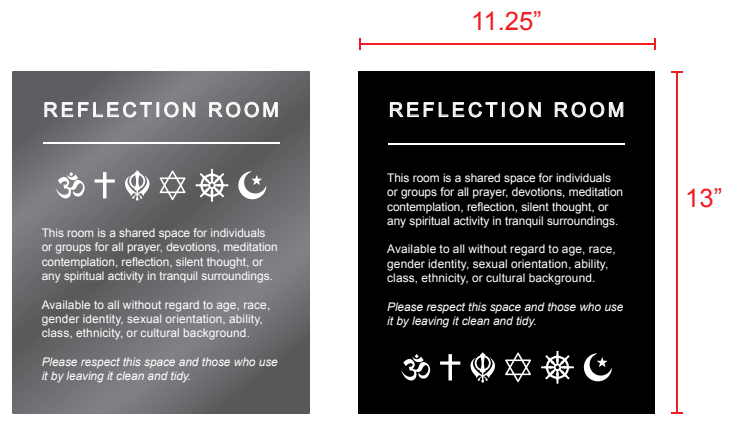 11.25”
REFLECTION ROOM
This room is a shared space for individuals
or groups for all prayer, devotions, meditation
contemplation, reflection, silent thought, or
any spiritual activity in tranquil surroundings.
Available to all without regard to age, race,
gender identity, sexual orientation, ability,
class, ethnicity, or cultural background.
Please respect this space and those who use
it by leaving it clean and tidy.
REFLECTION ROOM
This room is a shared space for individuals
or groups for all prayer, devotions, meditation
contemplation, reflection, silent thought, or
any spiritual activity in tranquil surroundings.
Available to all without regard to age, race,
gender identity, sexual orientation, ability,
class, ethnicity, or cultural background.
Please respect this space and those who use
it by leaving it clean and tidy.
13”